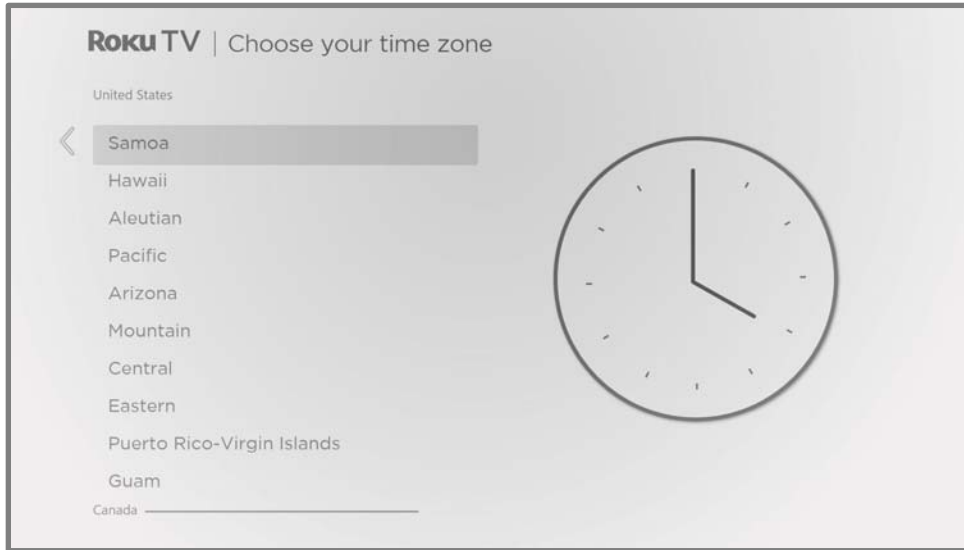 Roku TV | Choose your time zone
United States
Samoa
Hawaii
Aleutian
Pacific
Arizona
Mountain
Central
Eastern
Puerto Rico-Virgin Islands
Guam
Canada